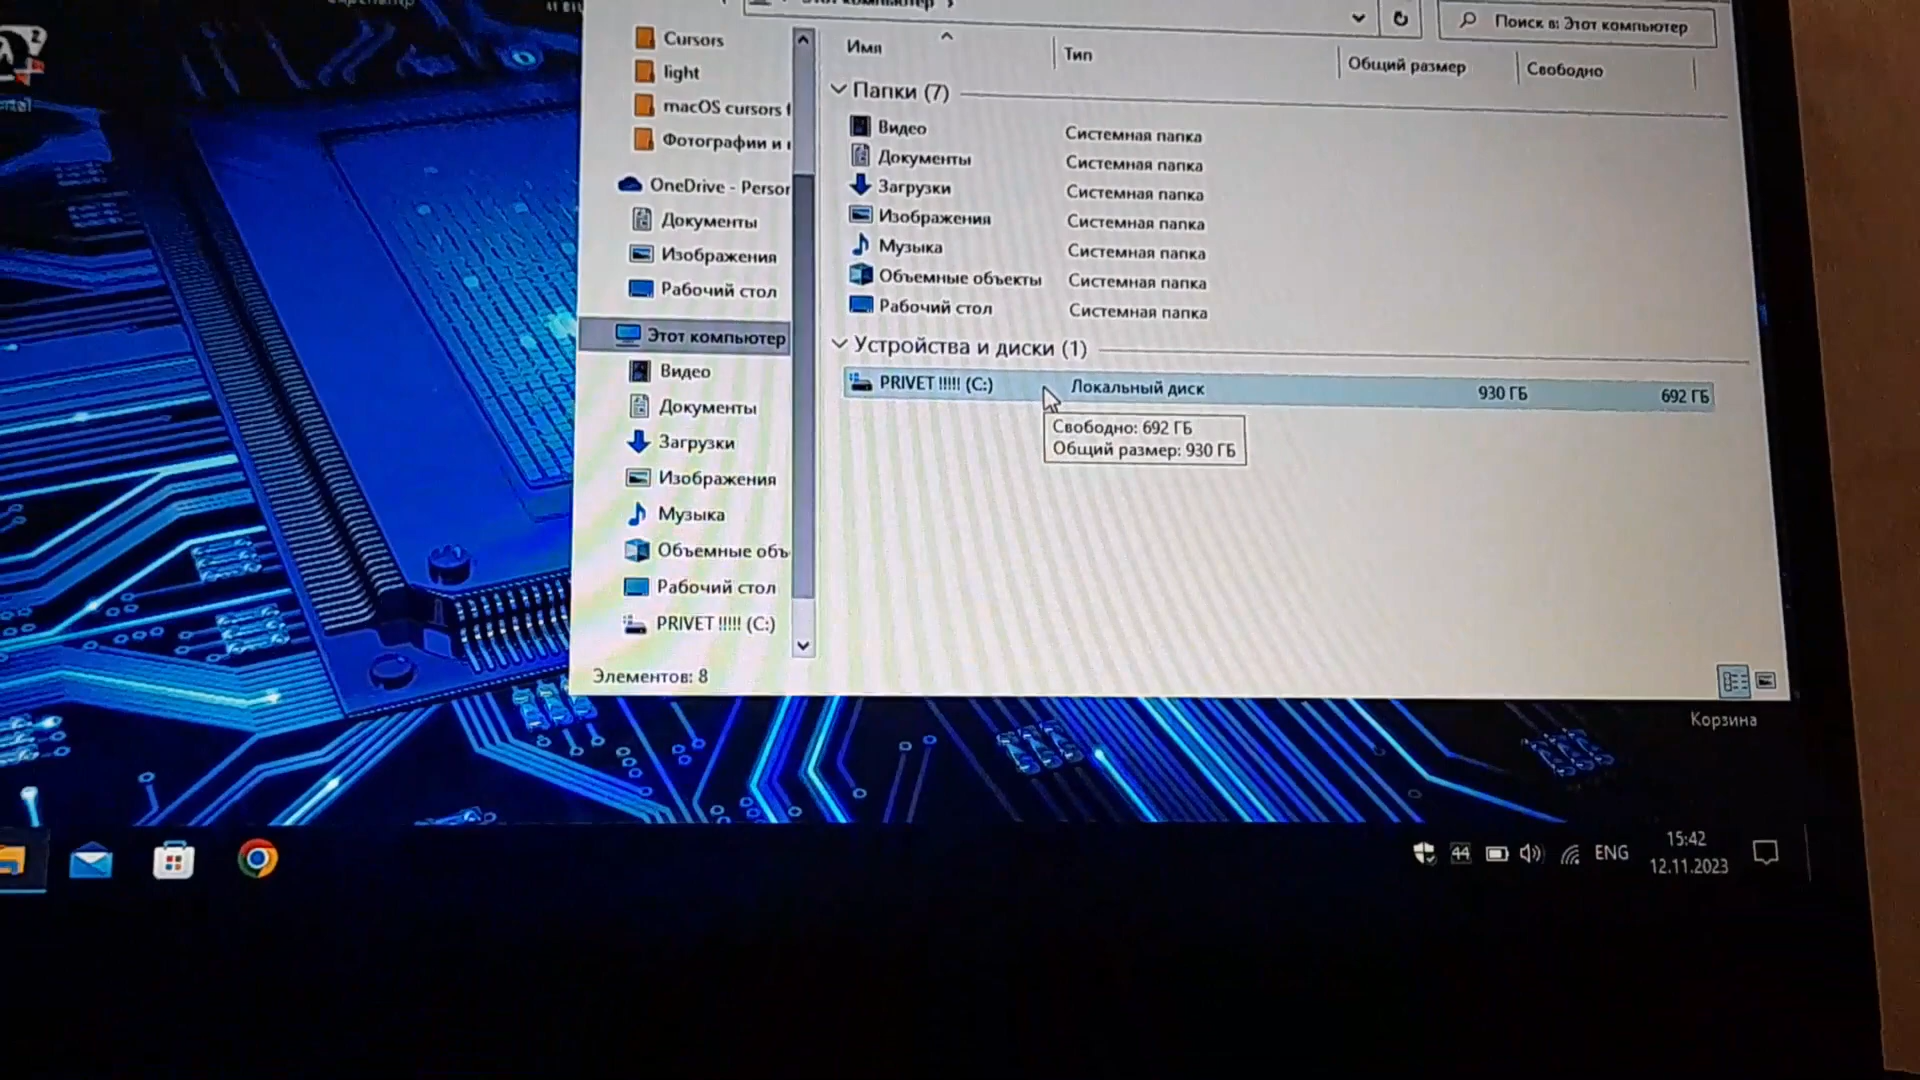 Этот компьютер
Поиск в: Этот компьютер
Cursors
light
macOS cursors f
Фотографии и
OneDrive - Person
Документы
Изображения
Рабочий стол
Этот компьютер
Видео
Документы
Загрузки
Изображения
Музыка
Объемные объ
Рабочий стол
PRIVET !!!!! (C:)
Элементов: 8
Имя
Тип
Общий размер
Свободно
Папки (7)
Видео Системная папка
Документы Системная папка
Загрузки Системная папка
Изображения Системная папка
Музыка Системная папка
Объемные объекты Системная папка
Рабочий стол Системная папка
Устройства и диски (1)
PRIVET !!!!! (C:) Локальный диск 930 ГБ 692 ГБ
Свободно: 692 ГБ
Общий размер: 930 ГБ
Корзина
44
ENG
15:42
12.11.2023